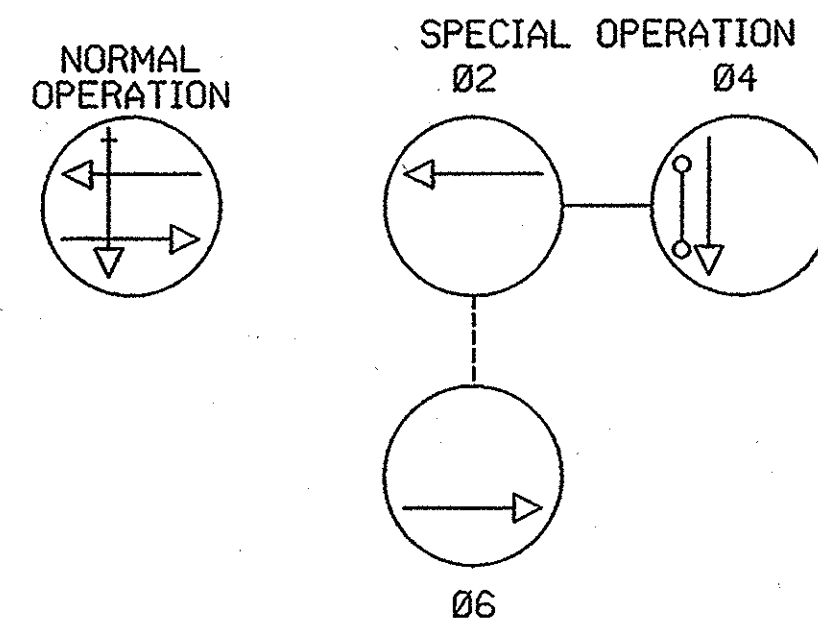 NORMAL
OPERATION
SPECIAL OPERATION
Ø2 Ø4
Ø6